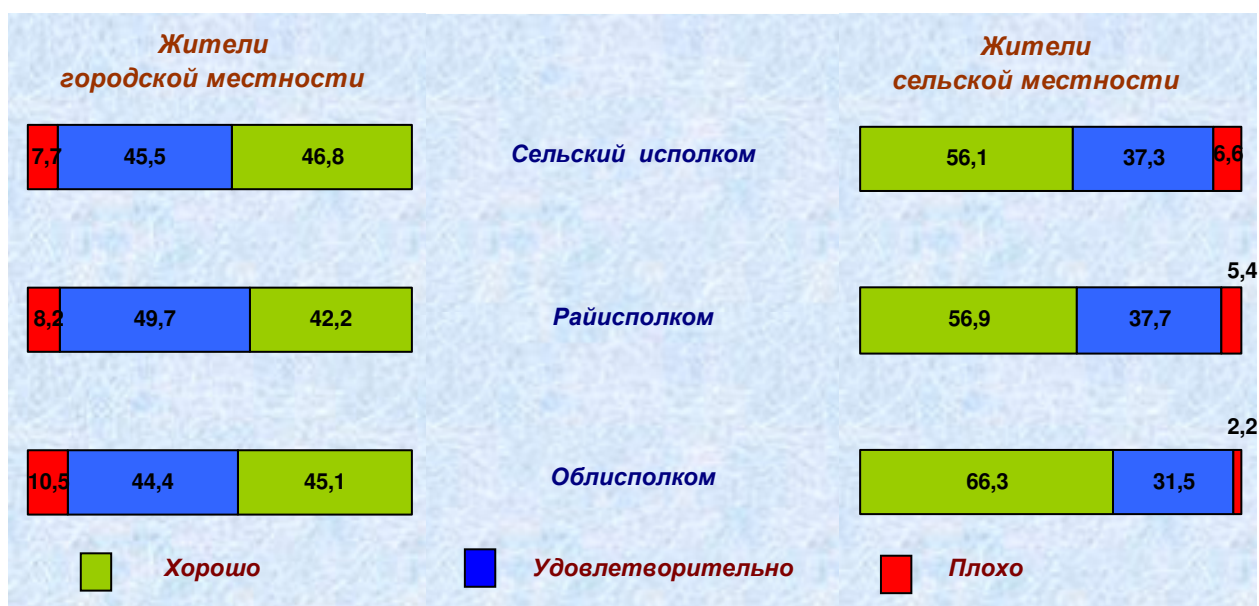 Жители
городской местности
Жители
сельской местности
7,7 45,5 46,8
Сельский исполком
56,1 37,3 6,6
8,2 49,7 42,2
Райисполком
56,9 37,7 5,4
10,5 44,4 45,1
Облисполком
66,3 31,5 2,2
Хорошо
Удовлетворительно
Плохо